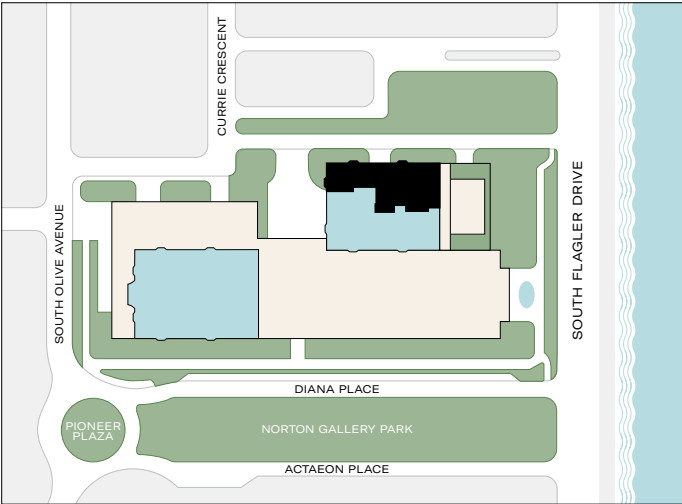 CURRIE CRESCENT
SOUTH OLIVE AVENUE
SOUTH FLAGLER DRIVE
DIANA PLACE
PIONEER
PLAZA
NORTON GALLERY PARK
ACTAEON PLACE